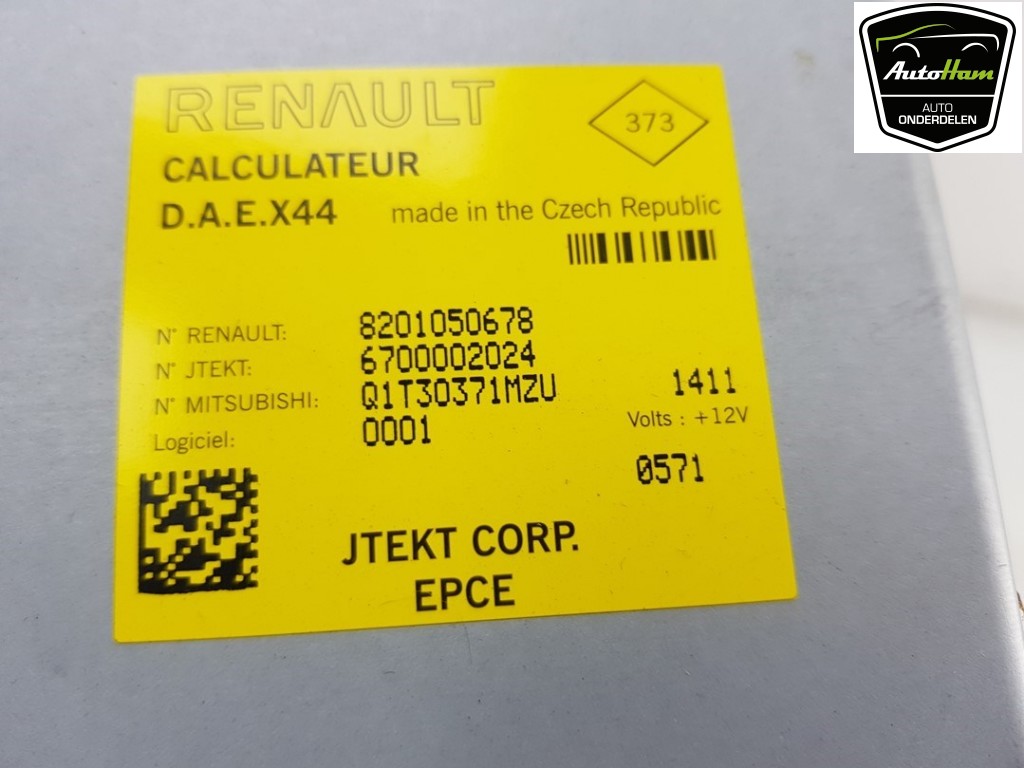 AutoHam
AUTO
ONDERDELEN
RENAULT
373
CALCULATEUR
D.A.E.X44 made in the Czech Republic
N° RENAULT: 8201050678
N° JTEKT: 6700002024
N° MITSUBISHI: Q1T30371MZU 1411
Logiciel: 0001 Volts : +12V
0571
JTEKT CORP.
EPCE